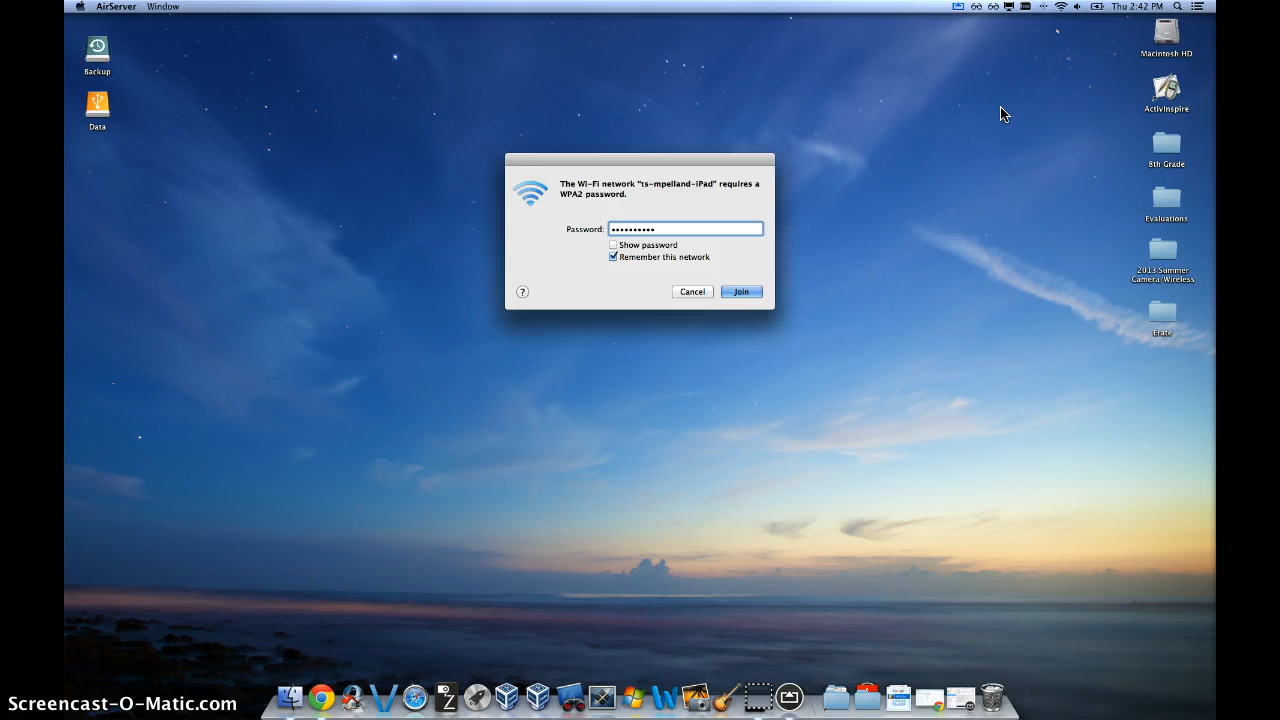 AirServer Window
Thu 2:42 PM
Backup
Data
Macintosh HD
ActivInspire
8th Grade
Evaluations
2013 Summer
Camera/Wireless
Erate
The Wi-Fi network "ts-mpelland-iPad" requires a
WPA2 password.
Password: ••••••••••
Show password
Remember this network
? Cancel Join
Screencast-O-Matic.com